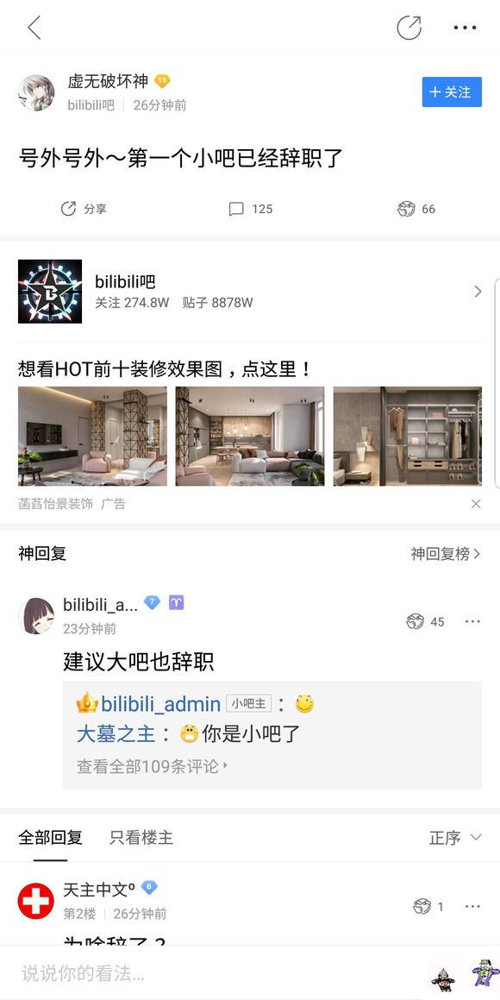 虚无破坏神 11
+ 关注
bilibili吧 26分钟前
号外号外～第一个小吧已经辞职了
分享 125 66
B
bilibili吧
关注 274.8W 贴子 8878W
想看HOT前十装修效果图，点这里！
菡萏怡景装饰 广告
神回复 神回复榜
bilibili_a... 7
23分钟前
45
建议大吧也辞职
bilibili_admin 小吧主 ：
大墓之主：你是小吧了
查看全部109条评论
全部回复 只看楼主 正序
天主中文º 6
第2楼 26分钟前
1
为啥辞了？
说说你的看法...